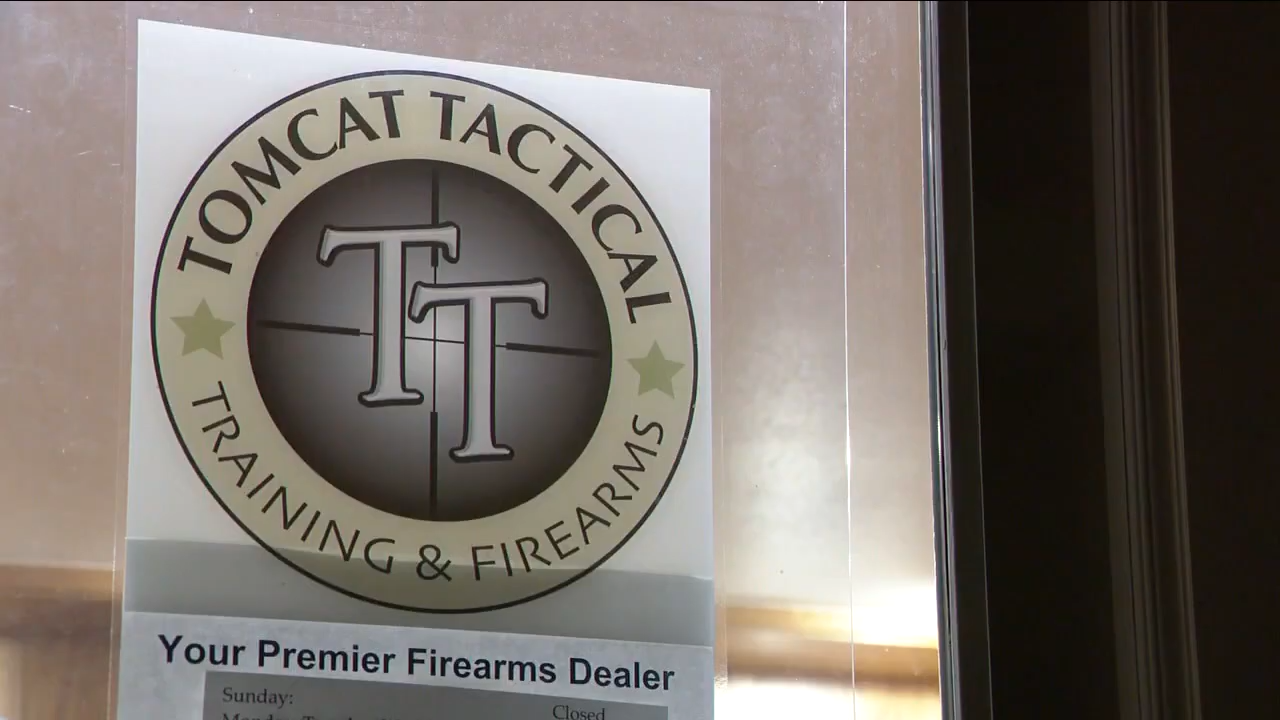 TOMCAT TACTICAL
TT
TRAINING & FIREARMS
Your Premier Firearms Dealer
Sunday:
Closed